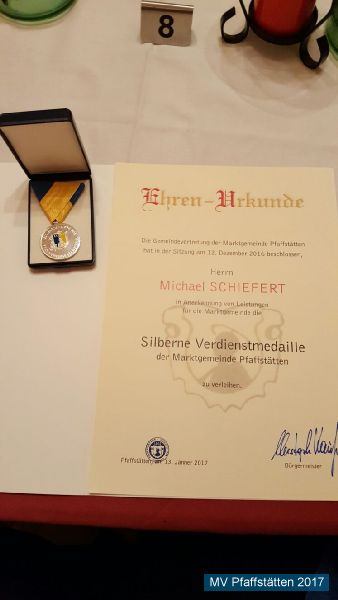 8
Ehren-Urkunde
Die Gemeindevertretung der Marktgemeinde Pfaffstätten
hat in der Sitzung am 13. Dezember 2016 beschlossen,
Herrn
Michael SCHIEFERT
in Anerkennung von Leistungen
für die Marktgemeinde die
Silberne Verdienstmedaille
der Marktgemeinde Pfaffstätten
zu verleihen.
Pfaffstätten, am 13. Jänner 2017
Bürgermeister
MV Pfaffstätten 2017